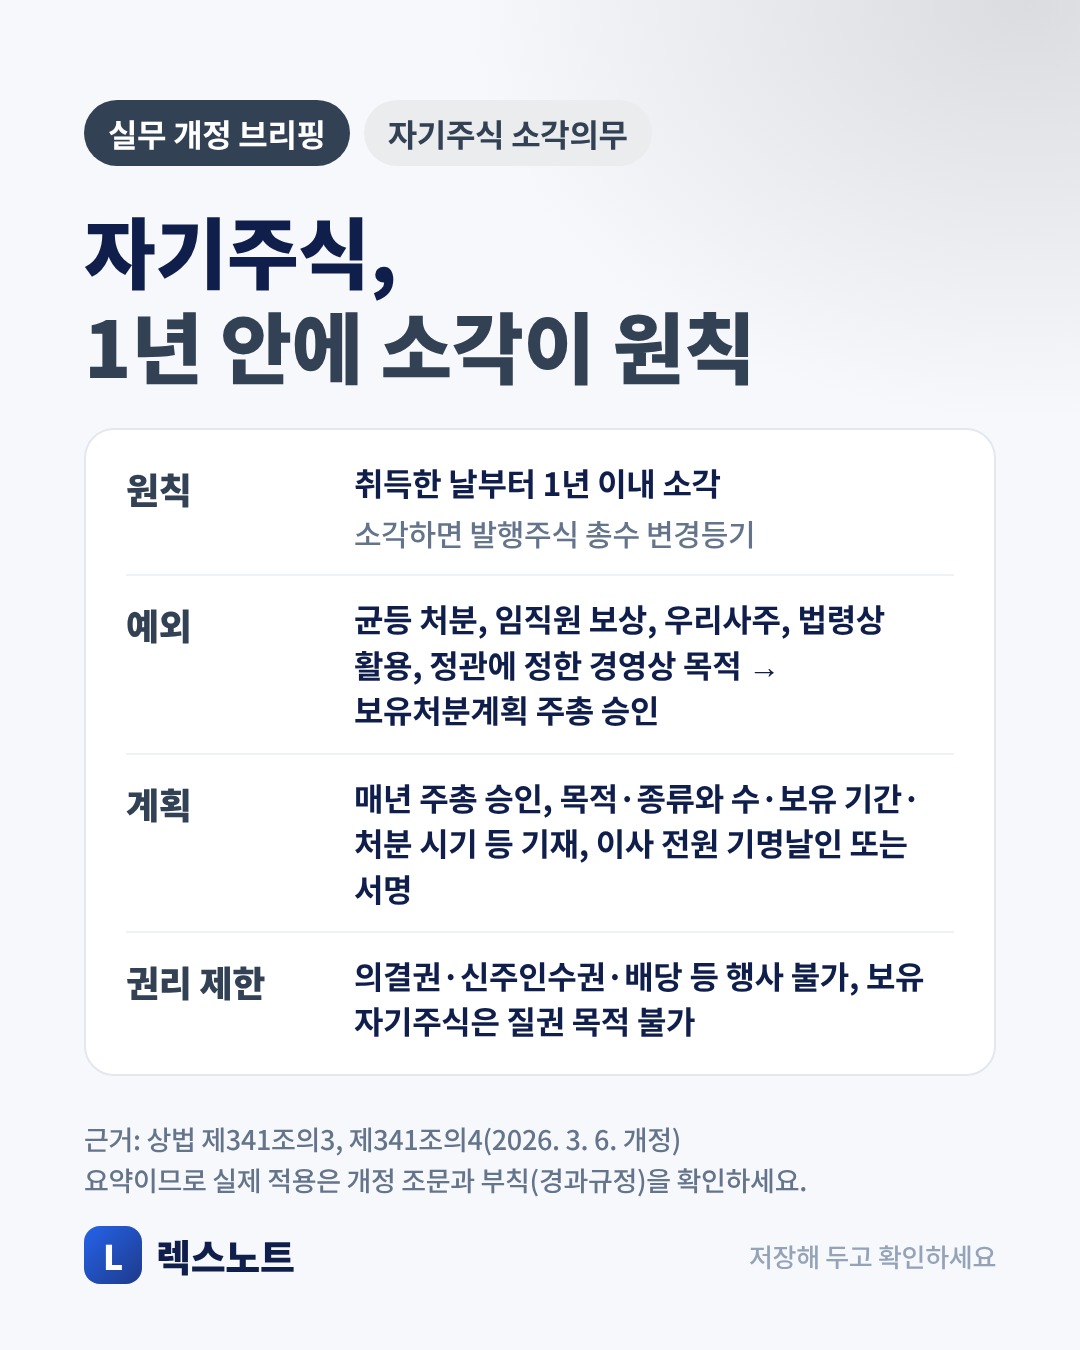 실무 개정 브리핑
자기주식 소각의무
자기주식,
1년 안에 소각이 원칙
원칙
취득한 날부터 1년 이내 소각
소각하면 발행주식 총수 변경등기
예외
균등 처분, 임직원 보상, 우리사주, 법령상
활용, 정관에 정한 경영상 목적 →
보유처분계획 주총 승인
계획
매년 주총 승인, 목적·종류와 수·보유 기간·
처분 시기 등 기재, 이사 전원 기명날인 또는
서명
권리 제한
의결권·신주인수권·배당 등 행사 불가, 보유
자기주식은 질권 목적 불가
근거: 상법 제341조의3, 제341조의4(2026. 3. 6. 개정)
요약이므로 실제 적용은 개정 조문과 부칙(경과규정)을 확인하세요.
L 렉스노트
저장해 두고 확인하세요